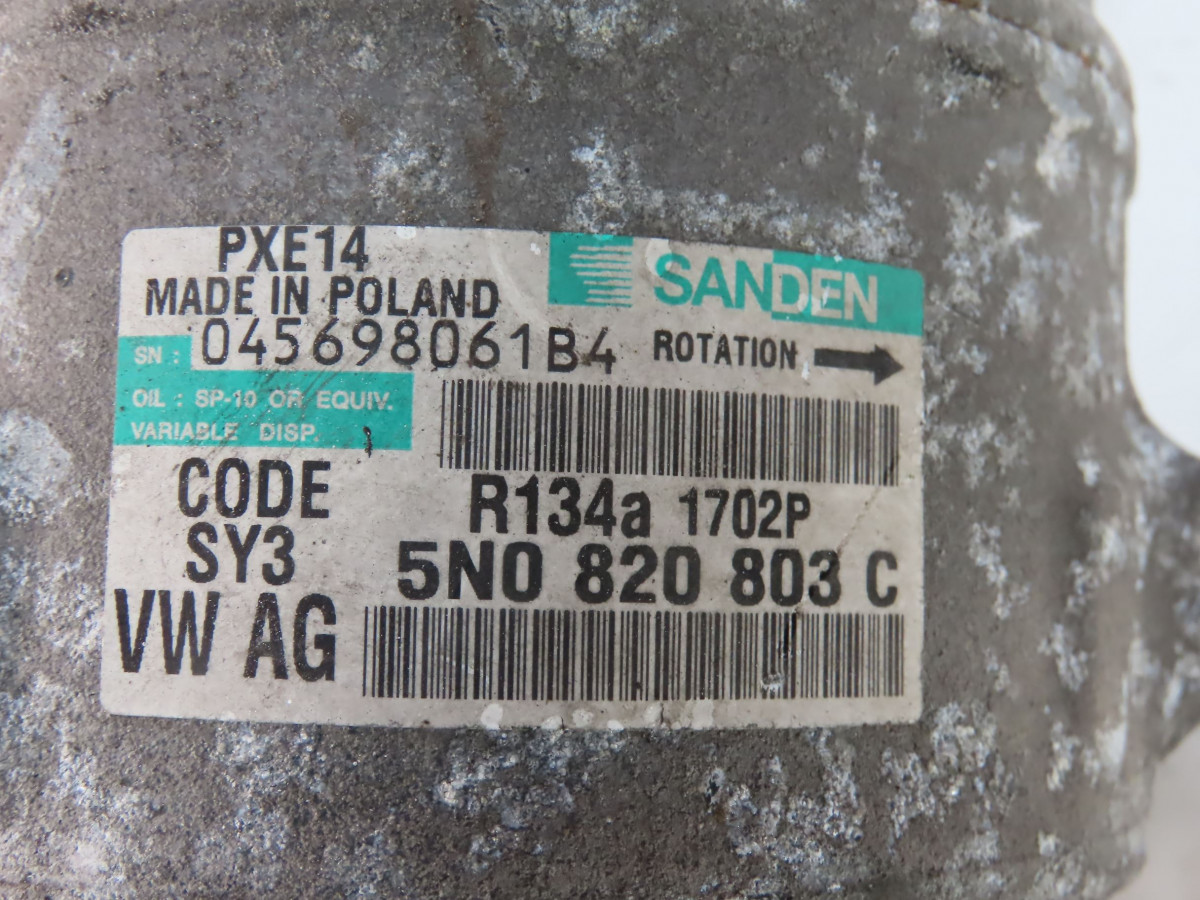 PXE14
SANDEN
MADE IN POLAND
SN : 045698061B4
ROTATION
OIL : SP-10 OR EQUIV.
VARIABLE DISP.
CODE
SY3
R134a 1702P
5N0 820 803 C
VW AG